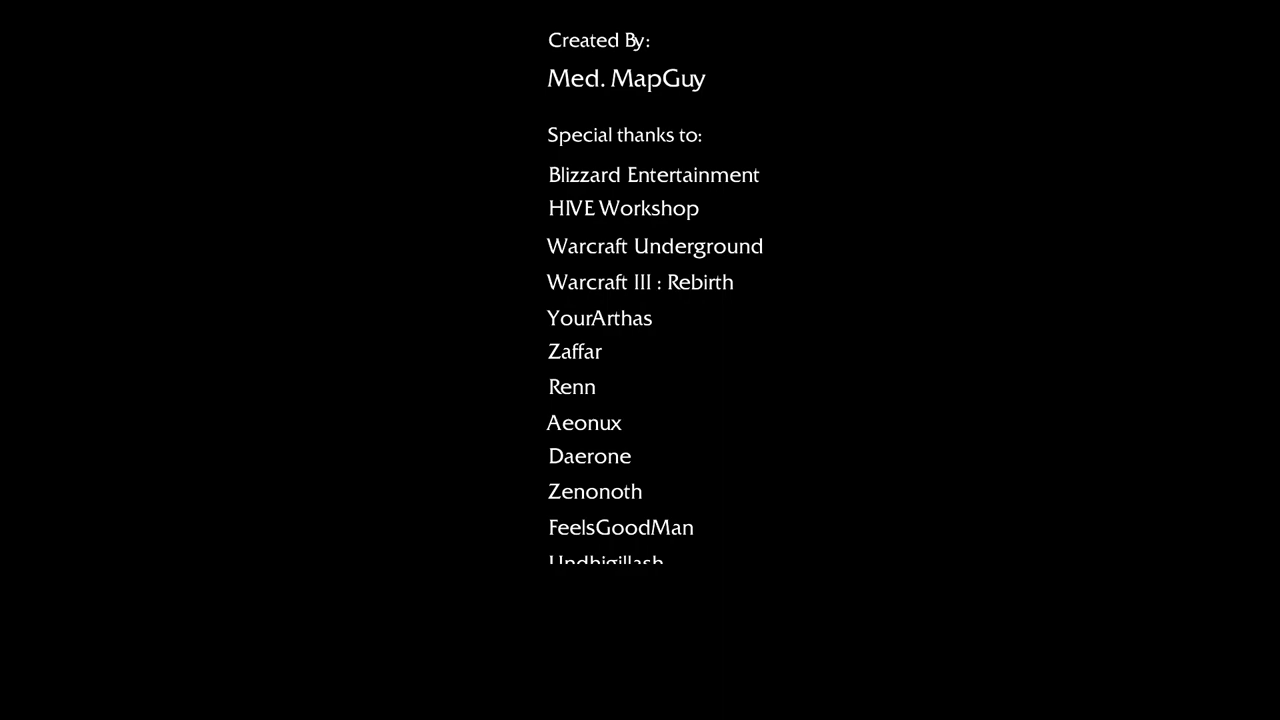 Created By:
Med. MapGuy
Special thanks to:
Blizzard Entertainment
HIVE Workshop
Warcraft Underground
Warcraft III : Rebirth
YourArthas
Zaffar
Renn
Aeonux
Daerone
Zenonoth
FeelsGoodMan